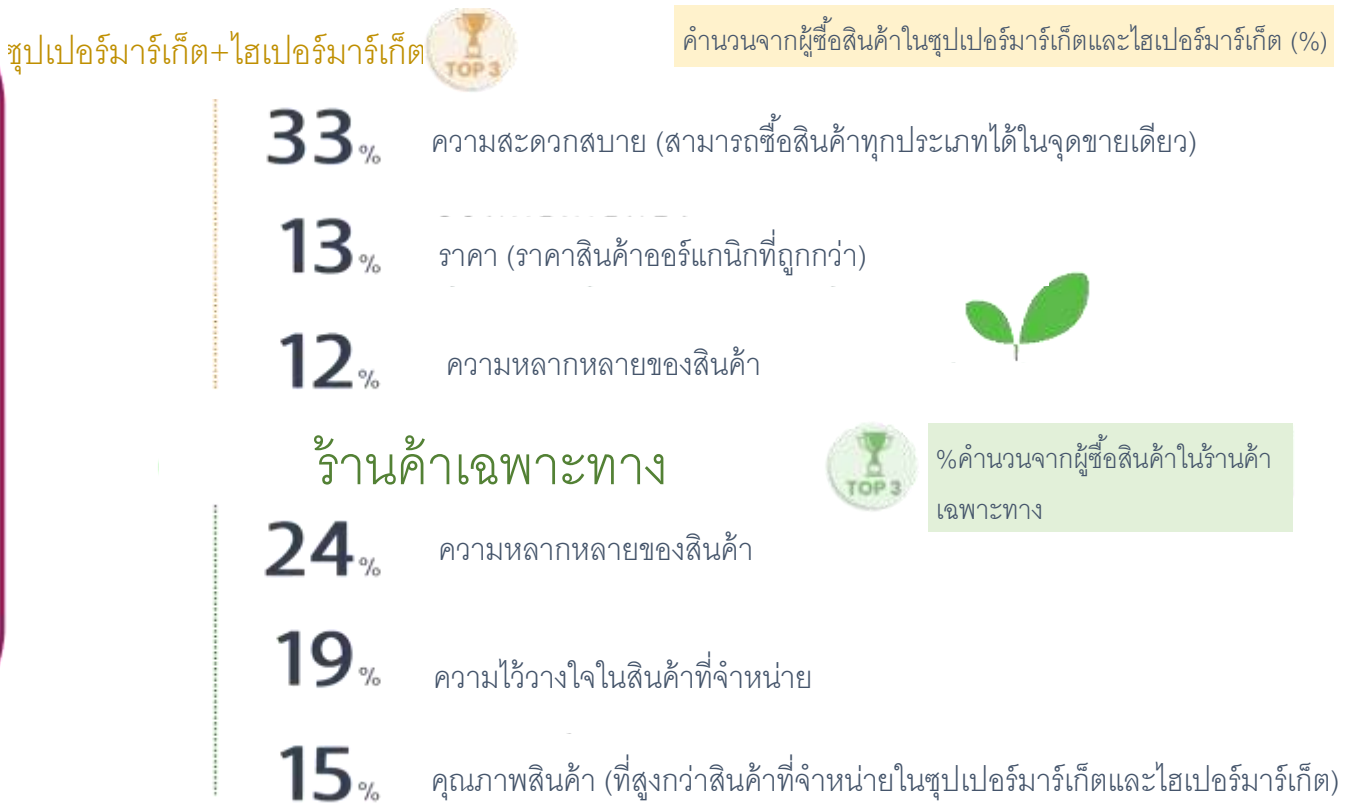 ซุปเปอร์มาร์เก็ต+ไฮเปอร์มาร์เก็ต
TOP 3
คำนวนจากผู้ซื้อสินค้าในซุปเปอร์มาร์เก็ตและไฮเปอร์มาร์เก็ต (%)
33% ความสะดวกสบาย (สามารถซื้อสินค้าทุกประเภทได้ในจุดขายเดียว)
13% ราคา (ราคาสินค้าออร์แกนิกที่ถูกกว่า)
12% ความหลากหลายของสินค้า
ร้านค้าเฉพาะทาง
TOP 3
%คำนวนจากผู้ซื้อสินค้าในร้านค้า
เฉพาะทาง
24% ความหลากหลายของสินค้า
19% ความไว้วางใจในสินค้าที่จำหน่าย
15% คุณภาพสินค้า (ที่สูงกว่าสินค้าที่จำหน่ายในซุปเปอร์มาร์เก็ตและไฮเปอร์มาร์เก็ต)